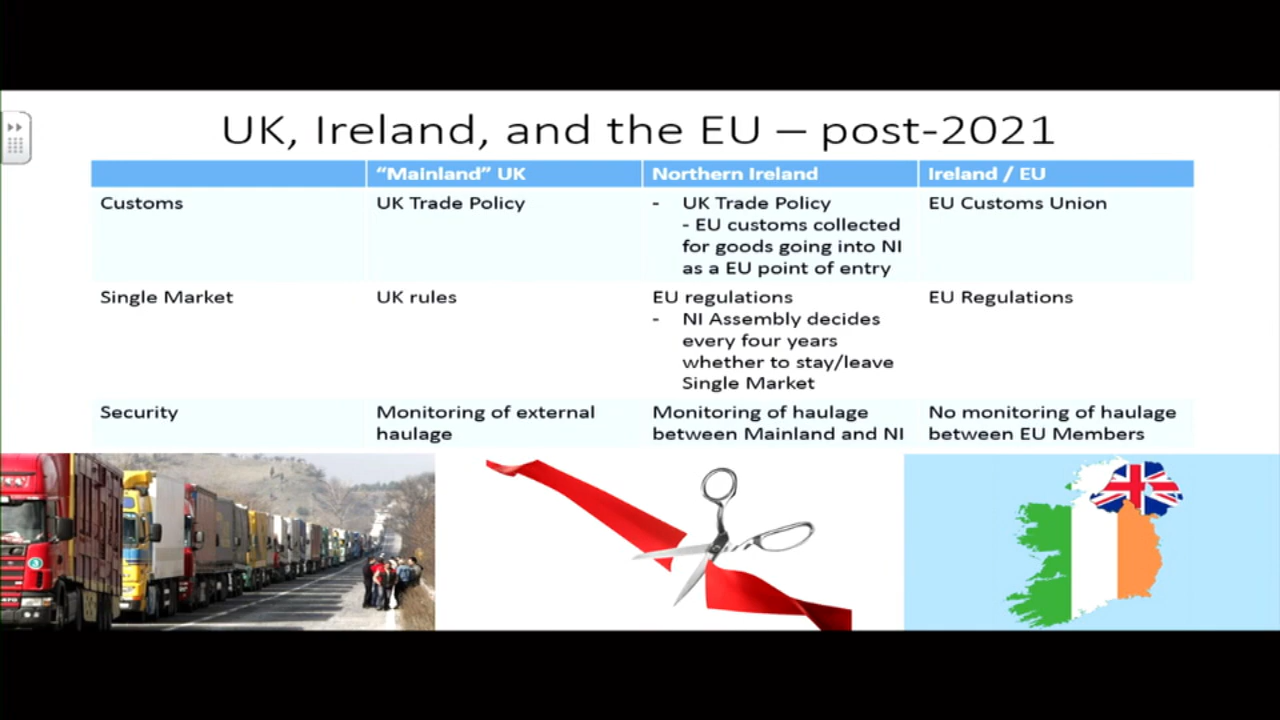 UK, Ireland, and the EU – post-2021
“Mainland” UK
Northern Ireland
Ireland / EU
Customs
UK Trade Policy
- UK Trade Policy
- EU customs collected
for goods going into NI
as a EU point of entry
EU Customs Union
Single Market
UK rules
EU regulations
- NI Assembly decides
every four years
whether to stay/leave
Single Market
EU Regulations
Security
Monitoring of external
haulage
Monitoring of haulage
between Mainland and NI
No monitoring of haulage
between EU Members